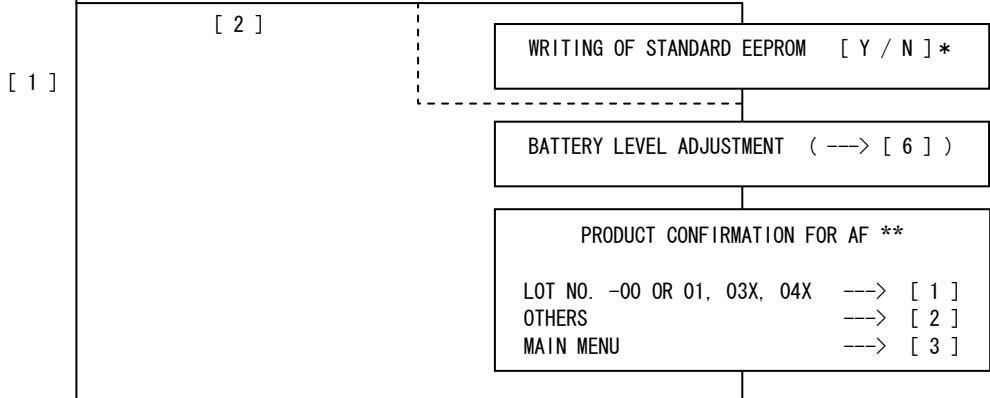 [ 2 ]
WRITING OF STANDARD EEPROM [ Y / N ] *
[ 1 ]
BATTERY LEVEL ADJUSTMENT ( ---> [ 6 ] )
PRODUCT CONFIRMATION FOR AF **
LOT NO. -00 OR 01, 03X, 04X ---> [ 1 ]
OTHERS ---> [ 2 ]
MAIN MENU ---> [ 3 ]